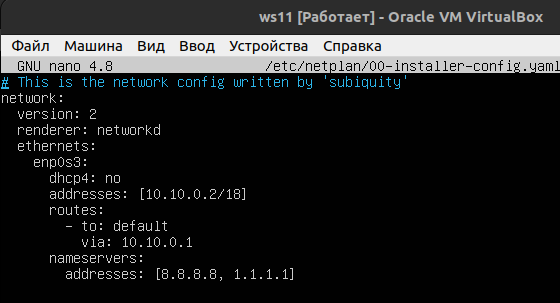 ws11 [Работает] - Oracle VM VirtualBox
Файл Машина Вид Ввод Устройства Справка
GNU nano 4.8 /etc/netplan/00-installer-config.yaml
# This is the network config written by 'subiquity'
network:
  version: 2
  renderer: networkd
  ethernets:
    enp0s3:
      dhcp4: no
      addresses: [10.10.0.2/18]
      routes:
        - to: default
          via: 10.10.0.1
      nameservers:
        addresses: [8.8.8.8, 1.1.1.1]